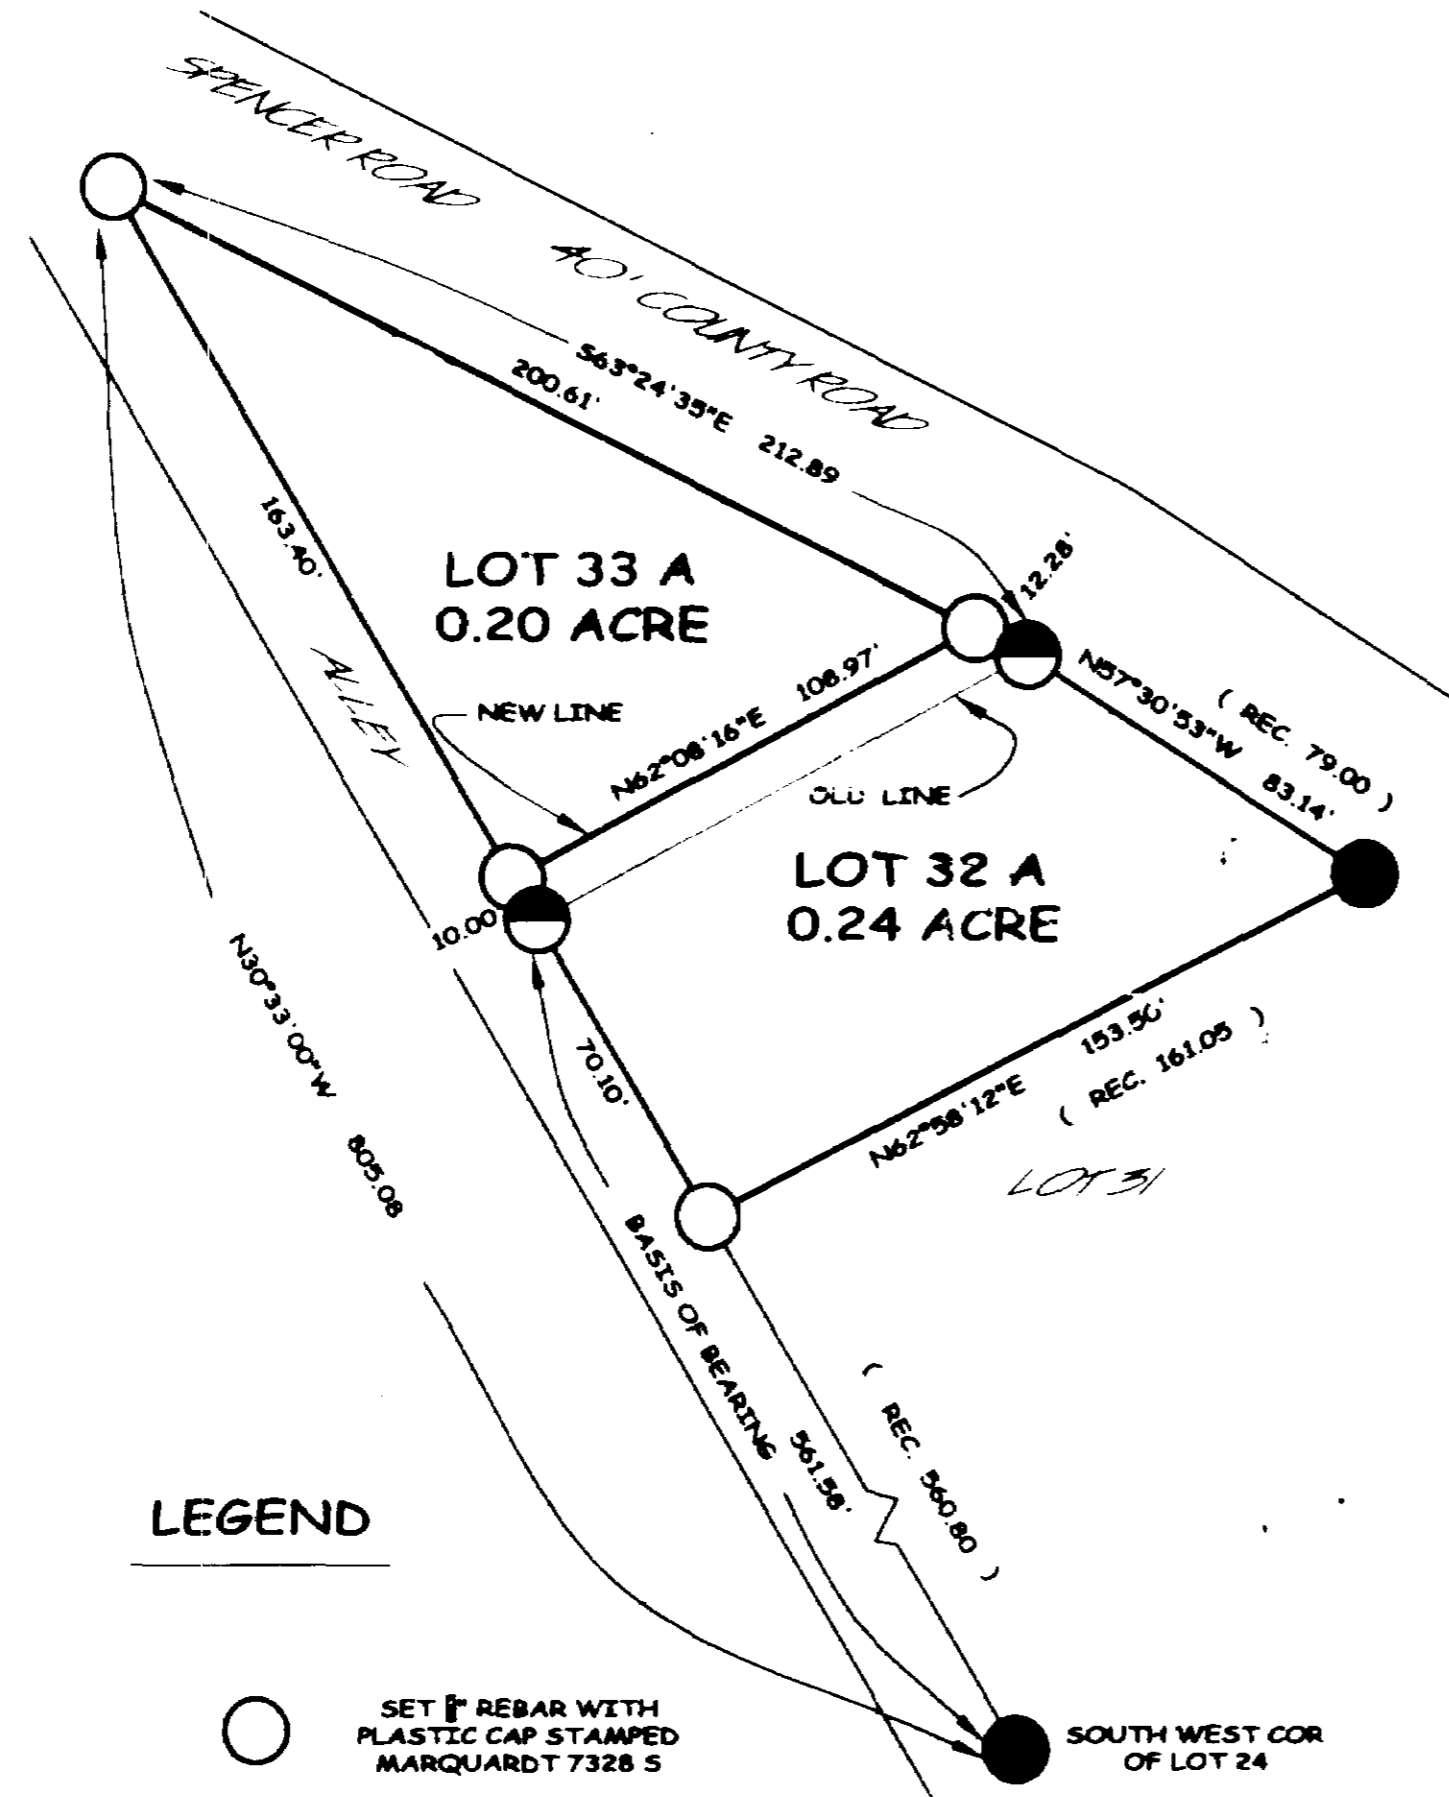 SPENCER ROAD 40' COUNTY ROAD
S63°24'35"E 212.89
200.61'
163.40'
12.28'
LOT 33 A
0.20 ACRE
ALLEY
NEW LINE
N62°08'16"E 108.97'
N57°30'53"W 83.14'
( REC. 79.00 )
OLD LINE
LOT 32 A
0.24 ACRE
10.00
N30°33'00"W 805.08
70.10'
153.50'
N62°58'12"E
( REC. 161.05 )
LOT 31
BASIS OF BEARING 561.58'
( REC. 560.80 )
LEGEND
SET " REBAR WITH
PLASTIC CAP STAMPED
MARQUARDT 7328 S
SOUTH WEST COR
OF LOT 24